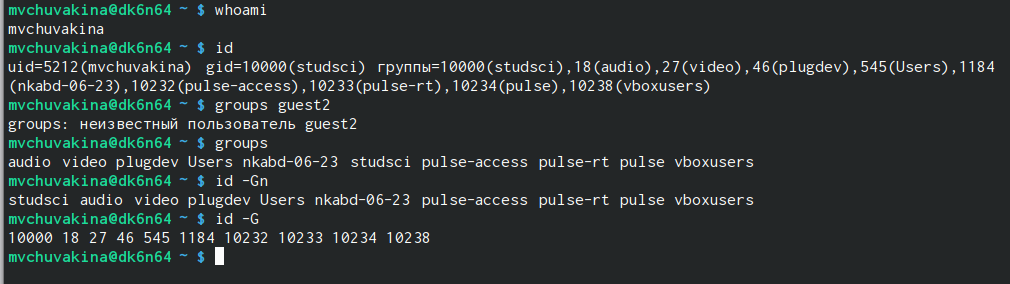 mvchuvakina@dk6n64 ~ $ whoami
mvchuvakina
mvchuvakina@dk6n64 ~ $ id
uid=5212(mvchuvakina) gid=10000(studsci) группы=10000(studsci),18(audio),27(video),46(plugdev),545(Users),1184
(nkabd-06-23),10232(pulse-access),10233(pulse-rt),10234(pulse),10238(vboxusers)
mvchuvakina@dk6n64 ~ $ groups guest2
groups: неизвестный пользователь guest2
mvchuvakina@dk6n64 ~ $ groups
audio video plugdev Users nkabd-06-23 studsci pulse-access pulse-rt pulse vboxusers
mvchuvakina@dk6n64 ~ $ id -Gn
studsci audio video plugdev Users nkabd-06-23 pulse-access pulse-rt pulse vboxusers
mvchuvakina@dk6n64 ~ $ id -G
10000 18 27 46 545 1184 10232 10233 10234 10238
mvchuvakina@dk6n64 ~ $